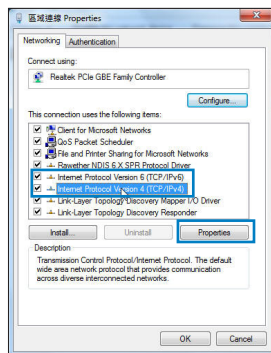 區域連線 Properties
Networking
Authentication
Connect using:
Realtek PCIe GBE Family Controller
Configure...
This connection uses the following items:
Client for Microsoft Networks
QoS Packet Scheduler
File and Printer Sharing for Microsoft Networks
Rawether NDIS 6.X SPR Protocol Driver
Internet Protocol Version 6 (TCP/IPv6)
Internet Protocol Version 4 (TCP/IPv4)
Link-Layer Topology Discovery Mapper I/O Driver
Link-Layer Topology Discovery Responder
Install...
Uninstall
Properties
Description
Transmission Control Protocol/Internet Protocol. The default
wide area network protocol that provides communication
across diverse interconnected networks.
OK
Cancel